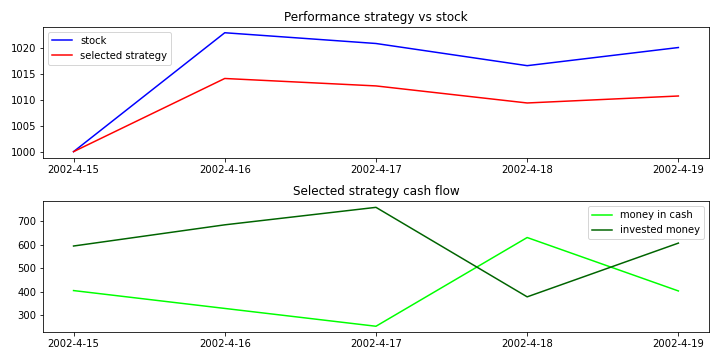 Performance strategy vs stock
1020
1015
1010
1005
1000
stock
selected strategy
2002-4-15 2002-4-16 2002-4-17 2002-4-18 2002-4-19
Selected strategy cash flow
700
600
500
400
300
money in cash
invested money
2002-4-15 2002-4-16 2002-4-17 2002-4-18 2002-4-19